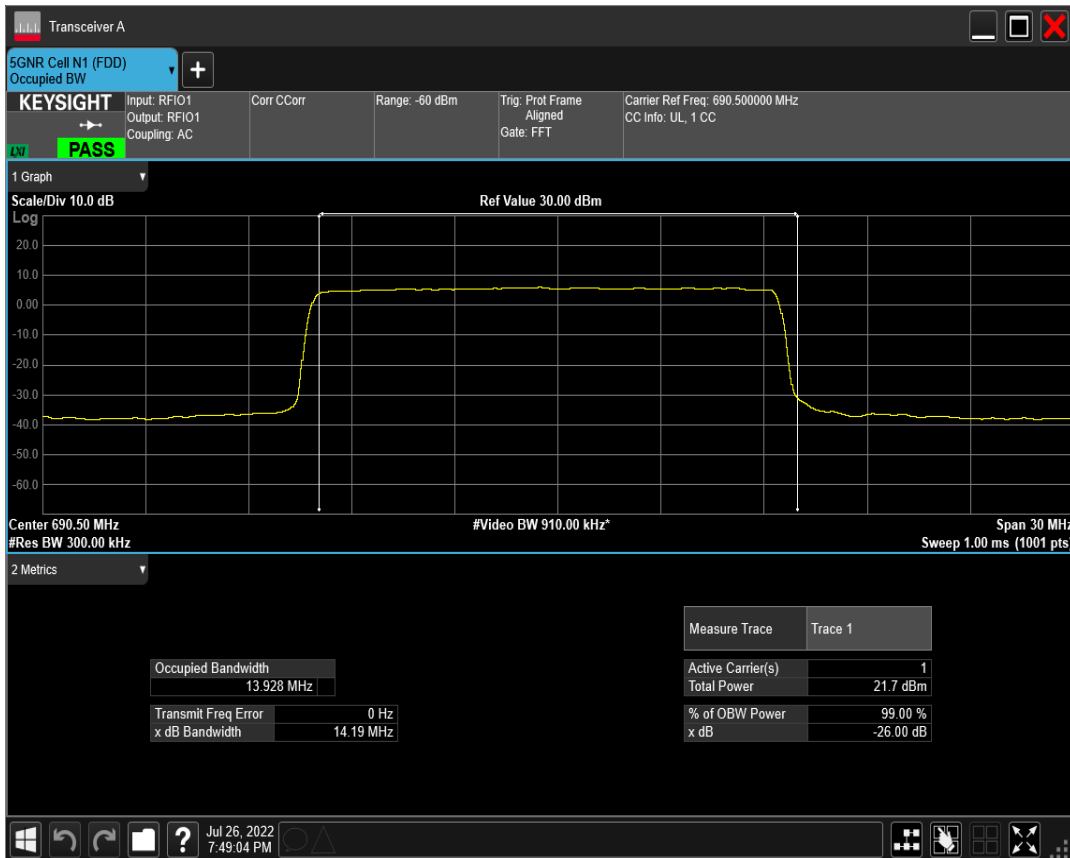 Transceiver A
5GNR Cell N1 (FDD)
Occupied BW
KEYSIGHT
LXI
PASS
Input: RFIO1
Output: RFIO1
Coupling: AC
Corr CCorr
Range: -60 dBm
Trig: Prot Frame
Aligned
Gate: FFT
Carrier Ref Freq: 690.500000 MHz
CC Info: UL, 1 CC
1 Graph
Scale/Div 10.0 dB
Ref Value 30.00 dBm
Log
20.0
10.0
0.00
-10.0
-20.0
-30.0
-40.0
-50.0
-60.0
Center 690.50 MHz
#Video BW 910.00 kHz*
Span 30 MHz
#Res BW 300.00 kHz
Sweep 1.00 ms (1001 pts)
2 Metrics
Measure Trace Trace 1
Occupied Bandwidth
13.928 MHz
Active Carrier(s) 1
Total Power 21.7 dBm
Transmit Freq Error 0 Hz
x dB Bandwidth 14.19 MHz
% of OBW Power 99.00 %
x dB -26.00 dB
?
Jul 26, 2022
7:49:04 PM